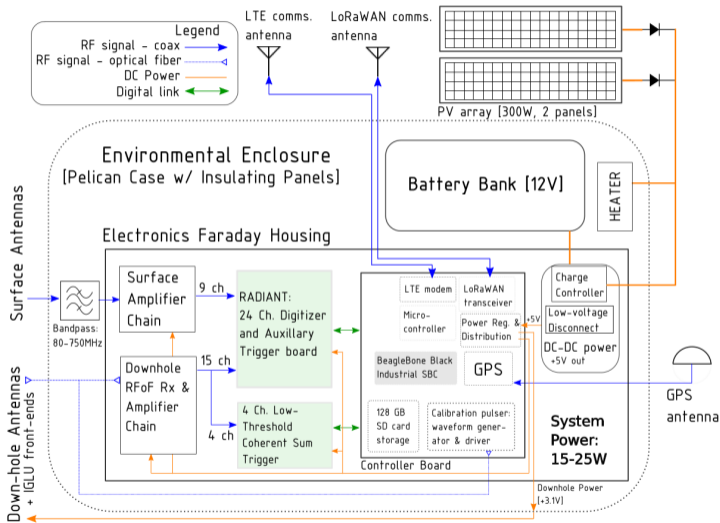 Legend
RF signal - coax
RF signal - optical fiber
DC Power
Digital link
LTE comms.
antenna
LoRaWAN comms.
antenna
PV array [300W, 2 panels]
Environmental Enclosure
[Pelican Case w/ Insulating Panels]
Battery Bank [12V]
HEATER
Electronics Faraday Housing
Surface Antennas
Bandpass:
80-750MHz
Surface
Amplifier
Chain
9 ch
RADIANT:
24 Ch. Digitizer
and Auxillary
Trigger board
Downhole
RFoF Rx &
Amplifier
Chain
15 ch
4 ch
4 Ch. Low-
Threshold
Coherent Sum
Trigger
LTE modem
LoRaWAN
transceiver
Micro-
controller
Power Reg. &
Distribution
BeagleBone Black
Industrial SBC
GPS
128 GB
SD card
storage
Calibration pulser:
waveform gener-
ator & driver
Controller Board
Charge
Controller
Low-voltage
Disconnect
DC-DC power
+5V out
+5V
GPS
antenna
System
Power:
15-25W
Down-hole Antennas
+ IGLU front-ends
Downhole Power
[+3.1V]